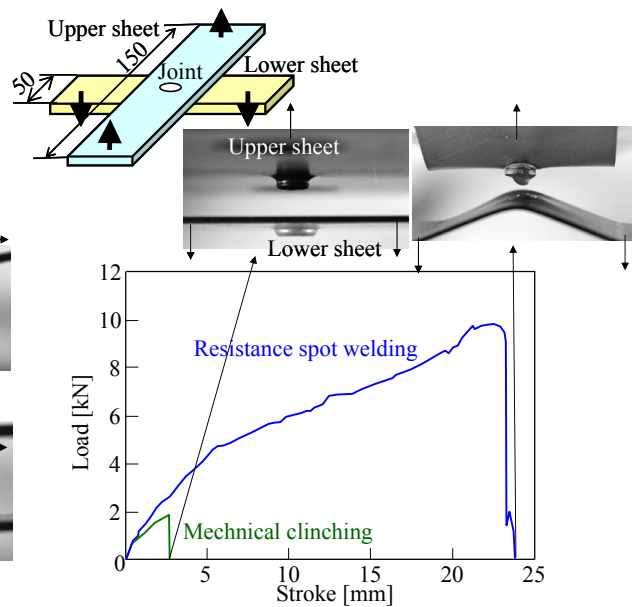 Upper sheet
150
50
Joint
Lower sheet
Upper sheet
Lower sheet
12
10
8
6
4
2
0
Load [kN]
Resistance spot welding
Mechnical clinching
5
10
15
20
25
Stroke [mm]